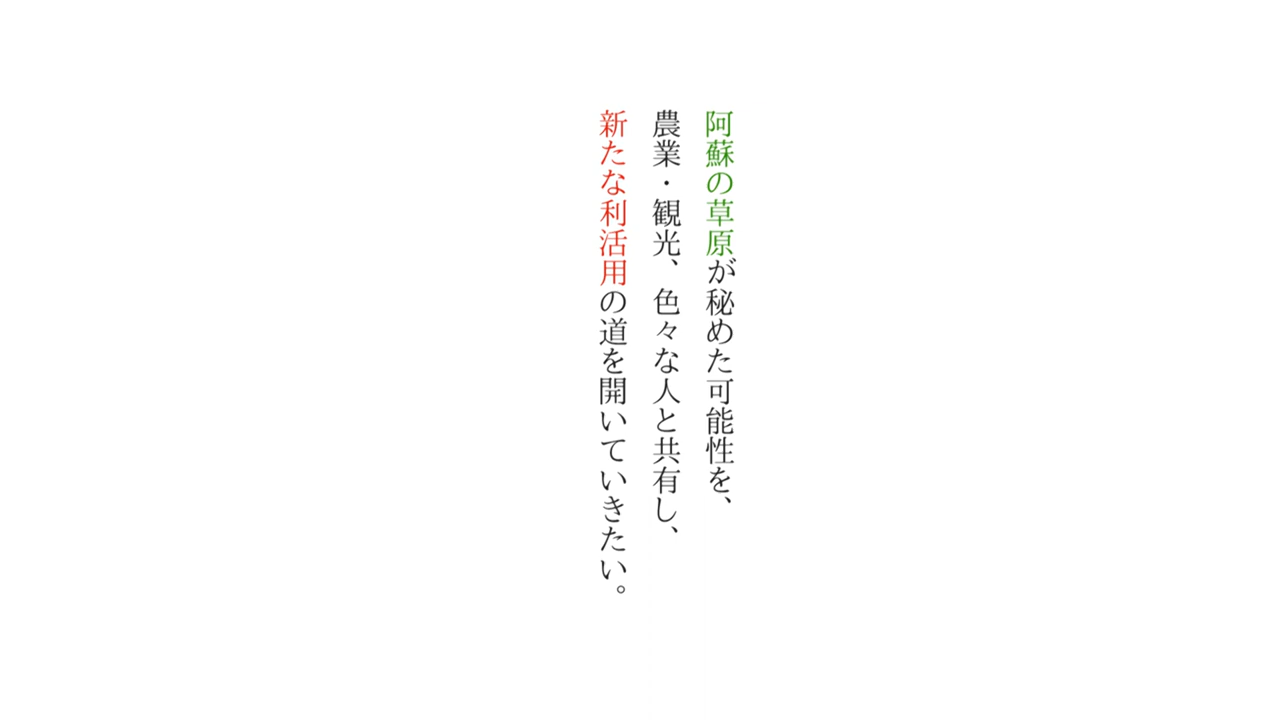 阿蘇の草原が秘めた可能性を、
農業・観光、色々な人と共有し、
新たな利活用の道を開いていきたい。